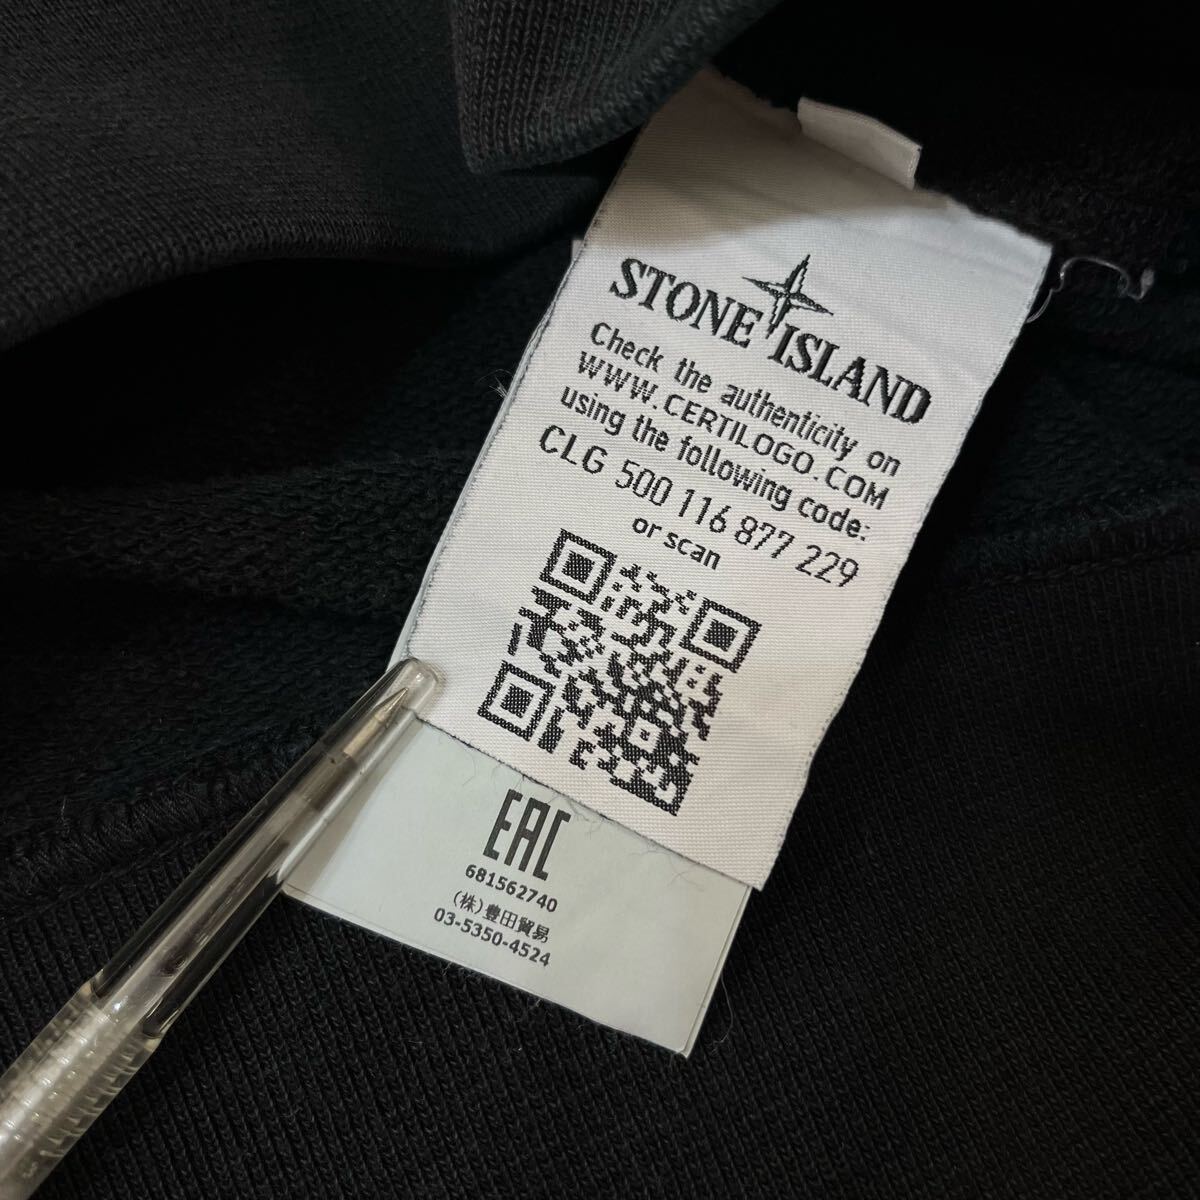 STONE ISLAND
Check the authenticity on
WWW.CERTILOGO.COM
using the following code:
CLG 500 116 877 229
or scan
EAC
681562740
(株)豊田貿易
03-5350-4524